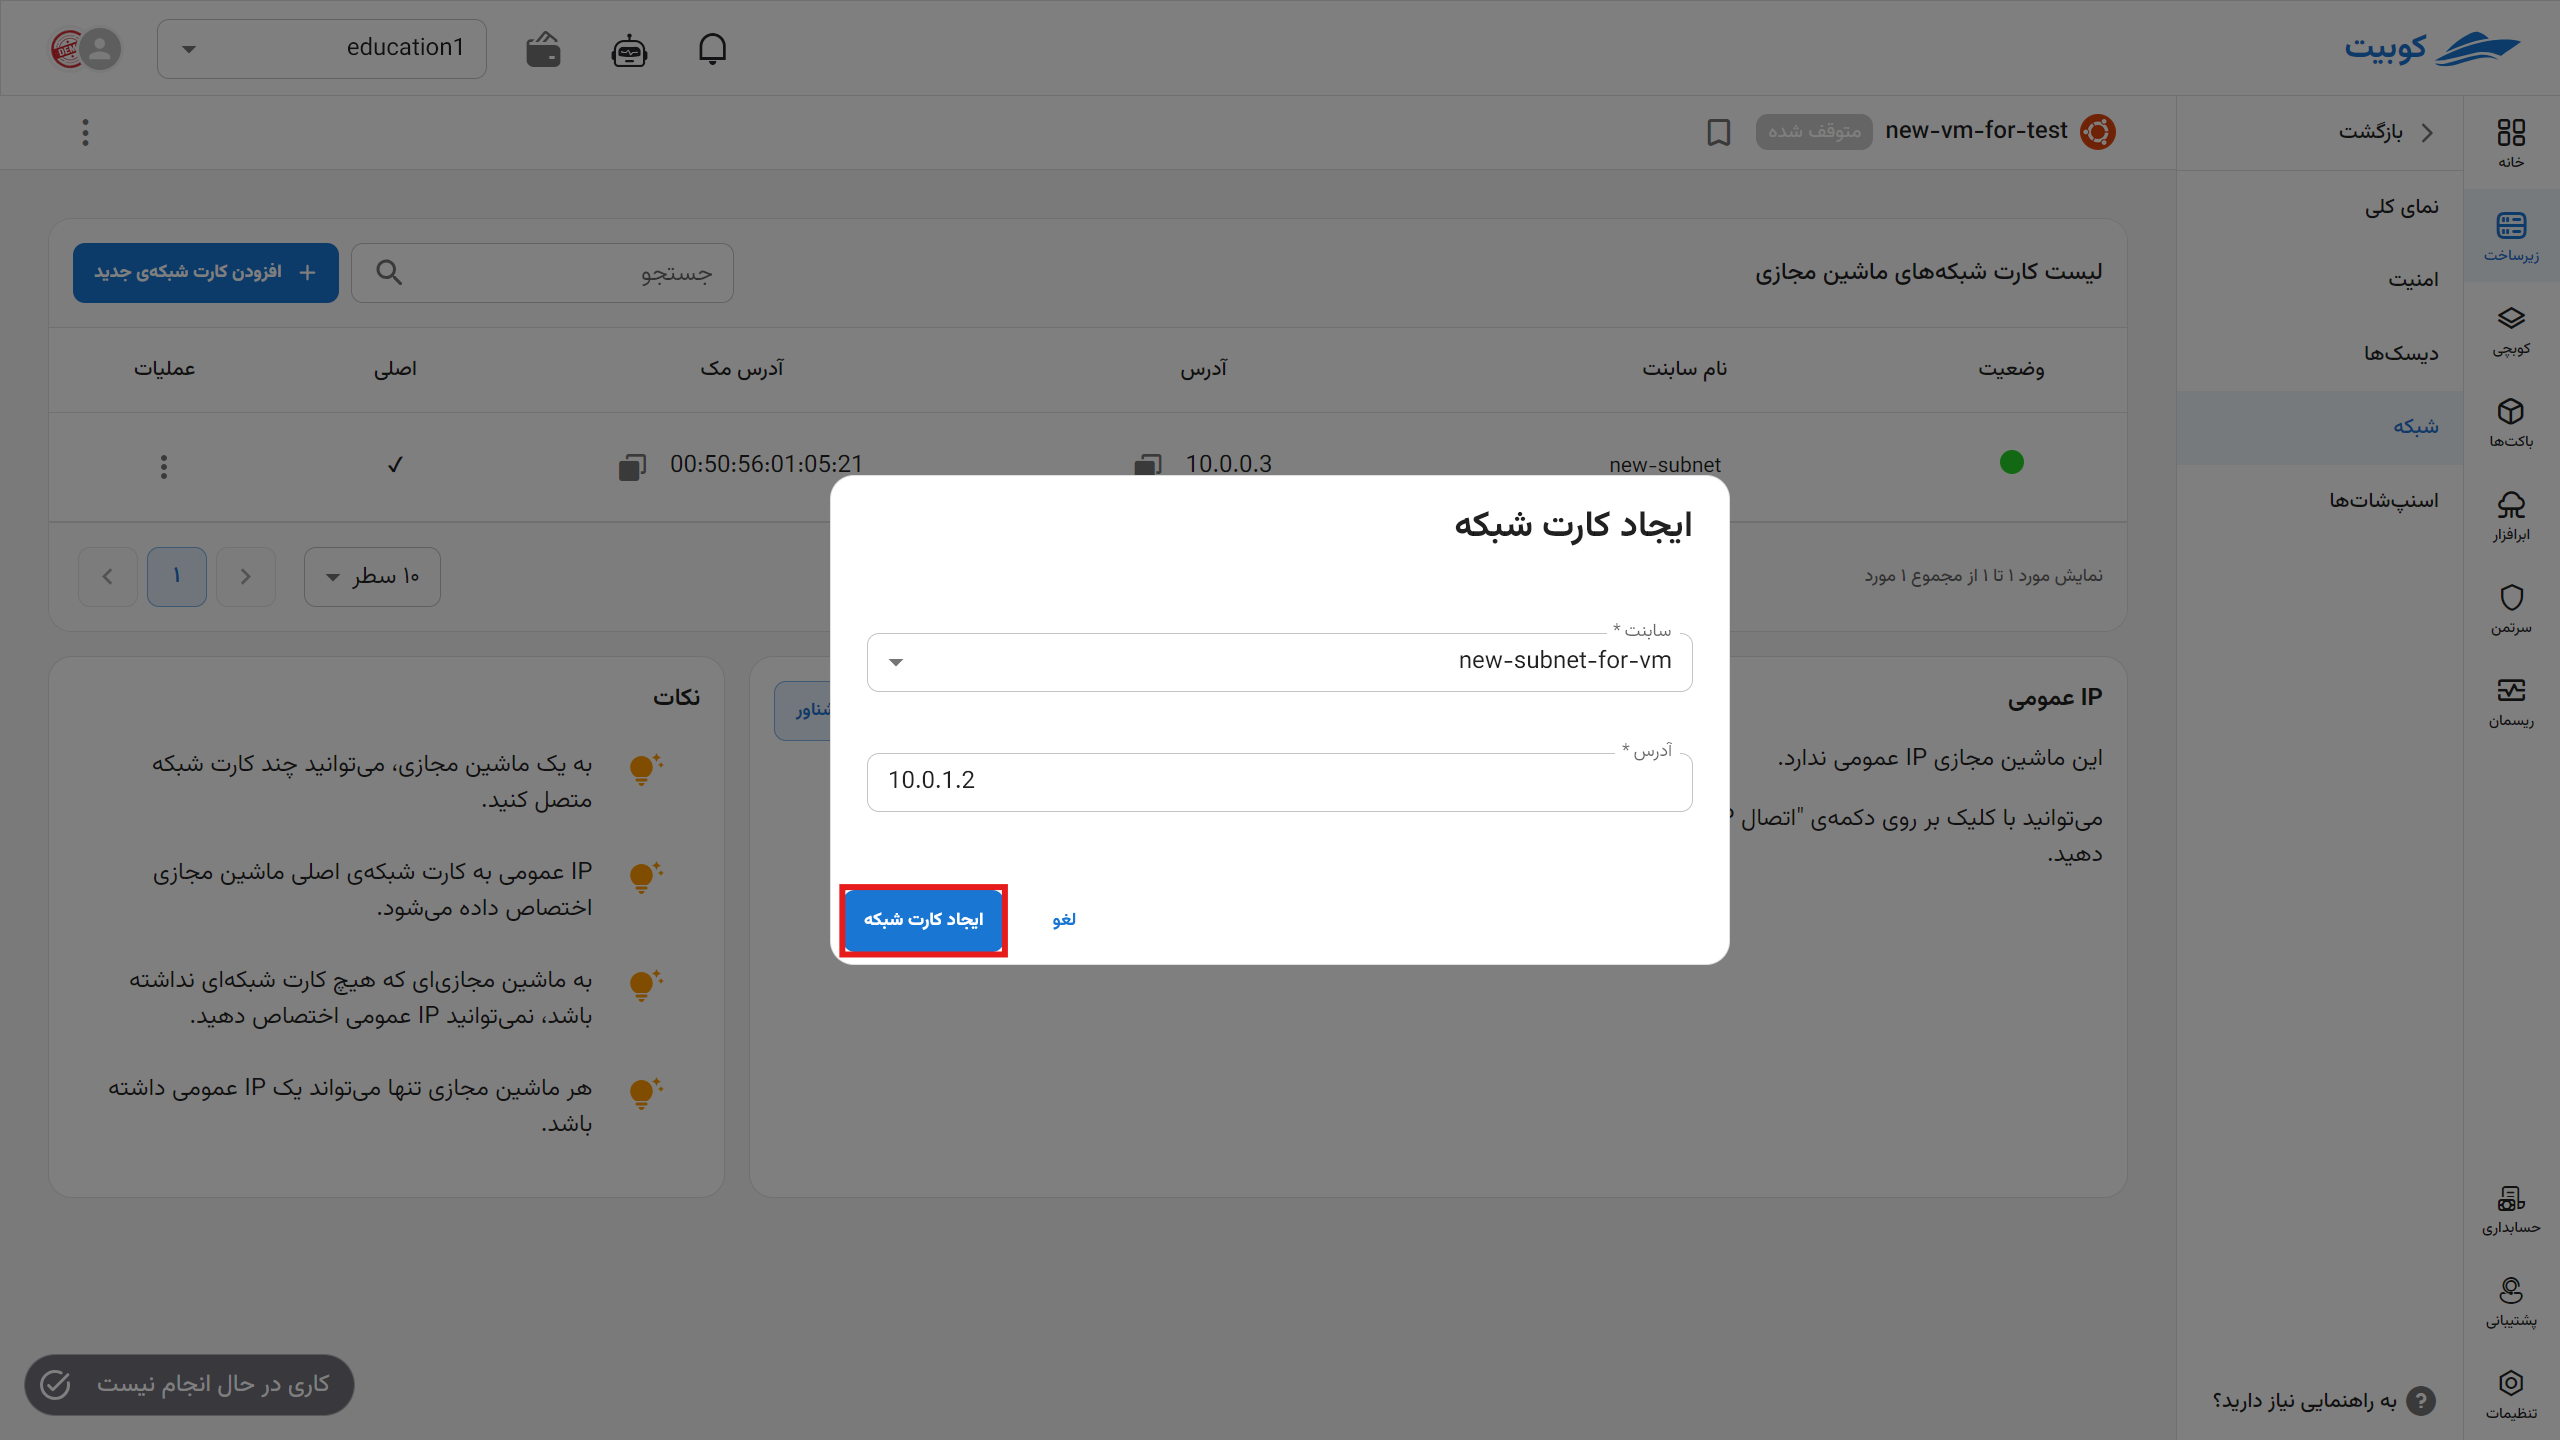 کوبیت
education1
خانه
زیرساخت
کوبچی
باکت‌ها
ابرافزار
سرتمن
ریسمان
حسابداری
پشتیبانی
تنظیمات
بازگشت
نمای کلی
امنیت
دیسک‌ها
شبکه
اسنپ‌شات‌ها
به راهنمایی نیاز دارید؟
new-vm-for-test متوقف شده
لیست کارت شبکه‌های ماشین مجازی
جستجو
افزودن کارت شبکه‌ی جدید
وضعیت نام سابنت آدرس آدرس مک اصلی عملیات
new-subnet 10.0.0.3 00:50:56:01:05:21
نمایش مورد ۱ تا ۱ از مجموع ۱ مورد
۱۰ سطر
۱
ایجاد کارت شبکه
سابنت *
new-subnet-for-vm
آدرس *
10.0.1.2
لغو
ایجاد کارت شبکه
IP عمومی
شناور
این ماشین مجازی IP عمومی ندارد.
می‌توانید با کلیک بر روی دکمه‌ی "اتصال
دهید.
نکات
به یک ماشین مجازی، می‌توانید چند کارت شبکه
متصل کنید.
IP عمومی به کارت شبکه‌ی اصلی ماشین مجازی
اختصاص داده می‌شود.
به ماشین مجازی‌ای که هیچ کارت شبکه‌ای نداشته
باشد، نمی‌توانید IP عمومی اختصاص دهید.
هر ماشین مجازی تنها می‌تواند یک IP عمومی داشته
باشد.
کاری در حال انجام نیست